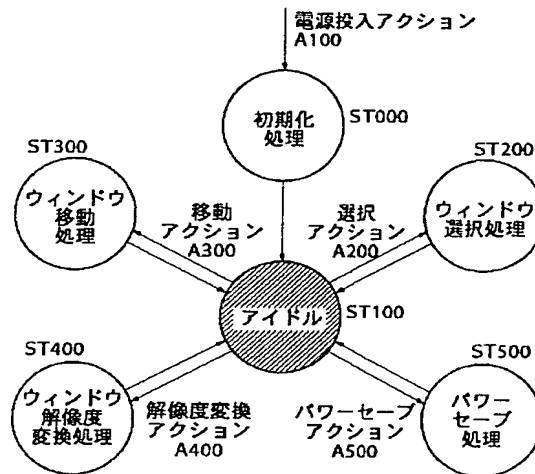 電源投入アクション
A100
初期化
処理
ST000
ST300
ST200
ウィンドウ
移動
処理
移動
アクション
A300
選択
アクション
A200
ウィンドウ
選択処理
アイドル
ST100
ST400
ST500
ウィンドウ
解像度
変換処理
解像度変換
アクション
A400
パワーセーブ
アクション
A500
パワー
セーブ
処理